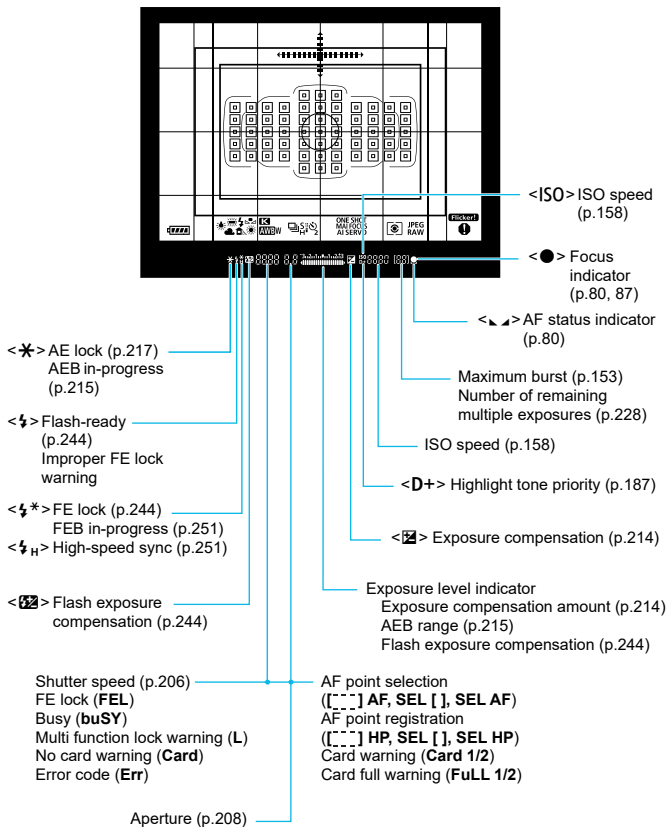 ONE SHOT
MAI FOCUS
AI SERVO
JPEG
RAW
Flicker!
K
AWBW
<ISO> ISO speed
(p.158)
<●> Focus
indicator
(p.80, 87)
AF status indicator
(p.80)
<✱> AE lock (p.217)
AEB in-progress
(p.215)
Maximum burst (p.153)
Number of remaining
multiple exposures (p.228)
Flash-ready
(p.244)
Improper FE lock
warning
ISO speed (p.158)
<D+> Highlight tone priority (p.187)
FE lock (p.244)
FEB in-progress (p.251)
<H> High-speed sync (p.251)
Exposure compensation (p.214)
Flash exposure
compensation (p.244)
Exposure level indicator
Exposure compensation amount (p.214)
AEB range (p.215)
Flash exposure compensation (p.244)
Shutter speed (p.206)
FE lock (FEL)
Busy (buSY)
Multi function lock warning (L)
No card warning (Card)
Error code (Err)
AF point selection
([ ] AF, SEL [ ], SEL AF)
AF point registration
([ ] HP, SEL [ ], SEL HP)
Card warning (Card 1/2)
Card full warning (FuLL 1/2)
Aperture (p.208)